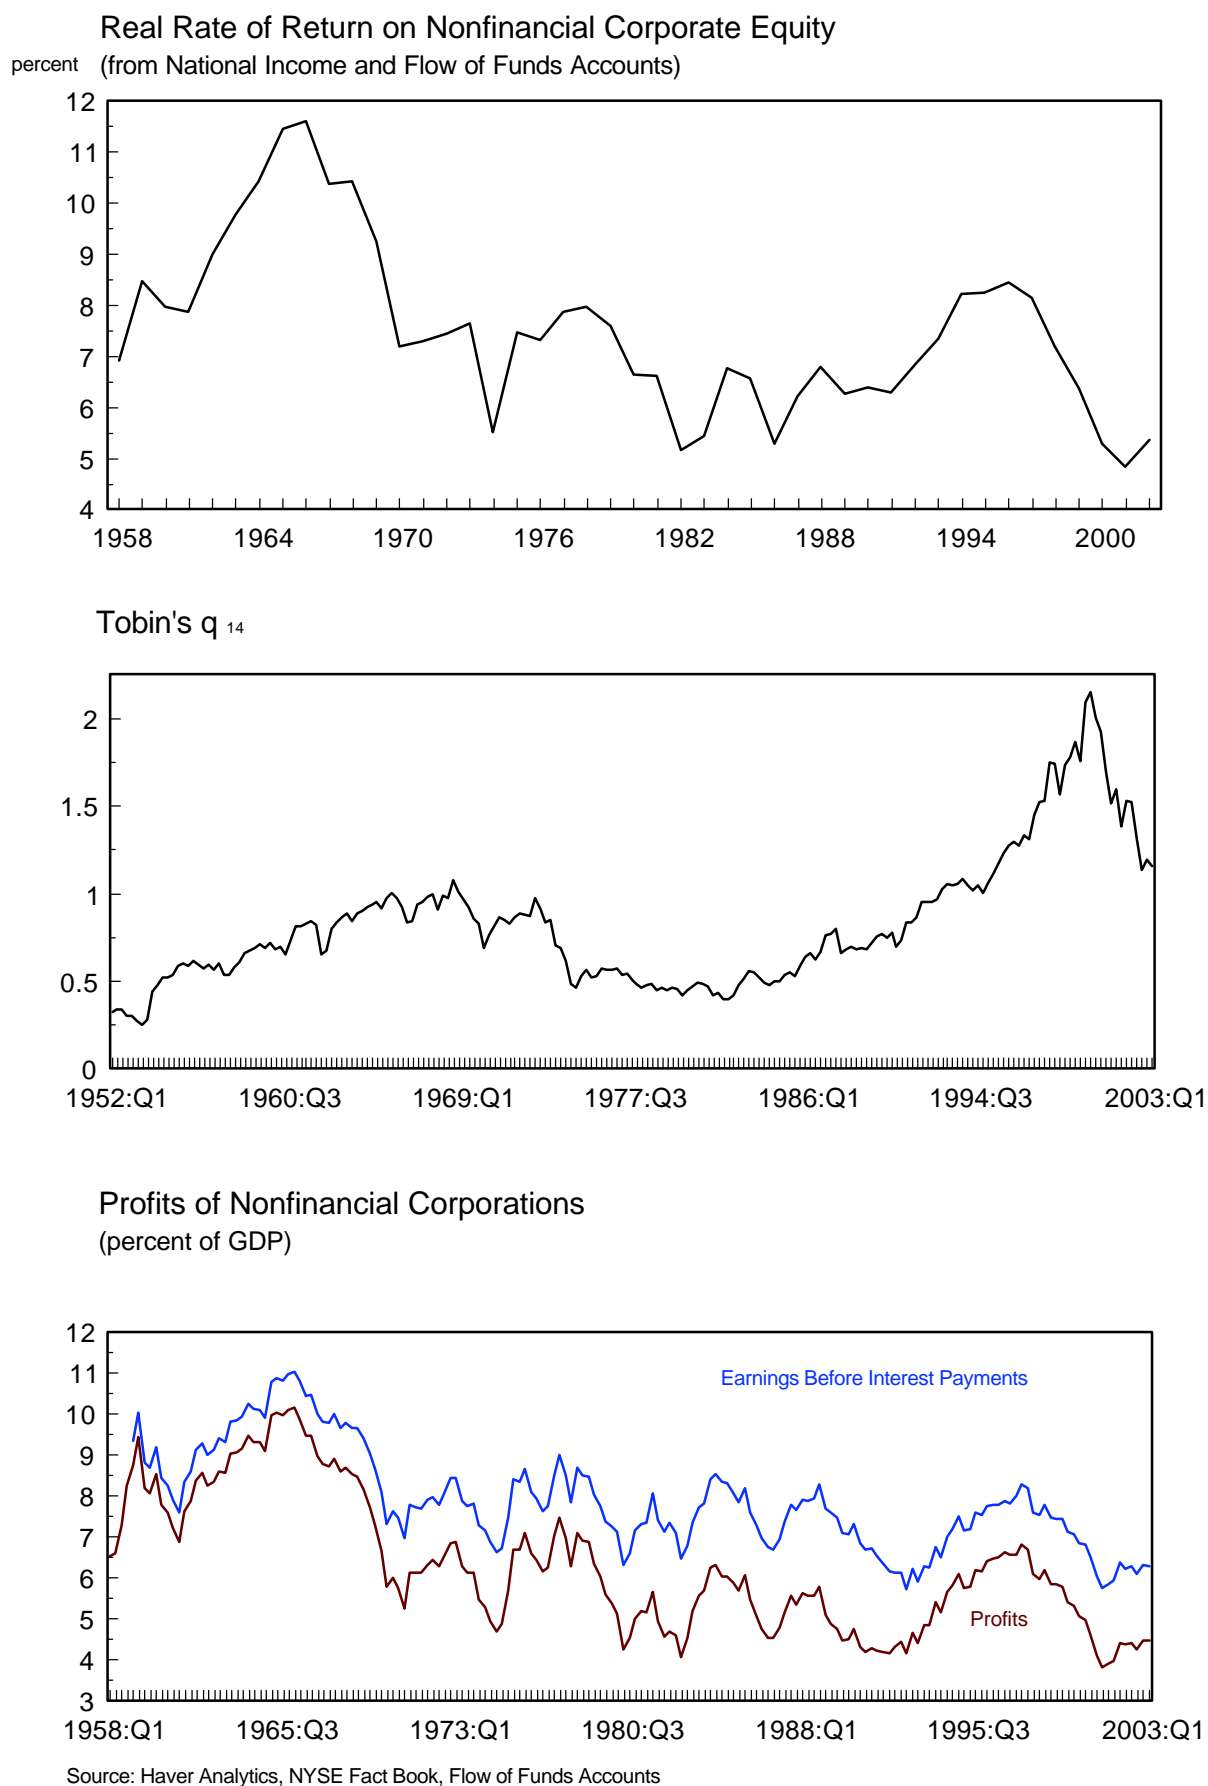 Real Rate of Return on Nonfinancial Corporate Equity
percent (from National Income and Flow of Funds Accounts)
12
11
10
9
8
7
6
5
4
1958 1964 1970 1976 1982 1988 1994 2000
Tobin's q 14
2
1.5
1
0.5
0
1952:Q1 1960:Q3 1969:Q1 1977:Q3 1986:Q1 1994:Q3 2003:Q1
Profits of Nonfinancial Corporations
(percent of GDP)
12
11
Earnings Before Interest Payments
10
9
8
7
6
5
Profits
4
3
1958:Q1 1965:Q3 1973:Q1 1980:Q3 1988:Q1 1995:Q3 2003:Q1
Source: Haver Analytics, NYSE Fact Book, Flow of Funds Accounts